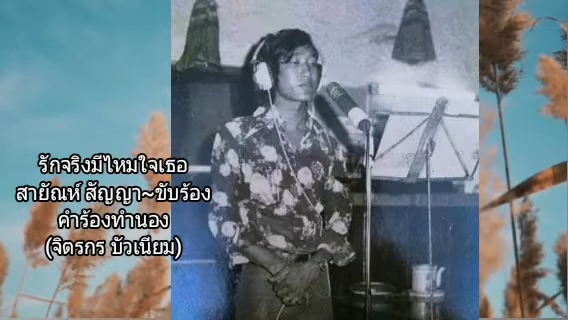 รักจริงมีไหมใจเธอ
สายัณห์ สัญญา~ขับร้อง
คำร้องทำนอง
(จิตรกร บัวเนียม)